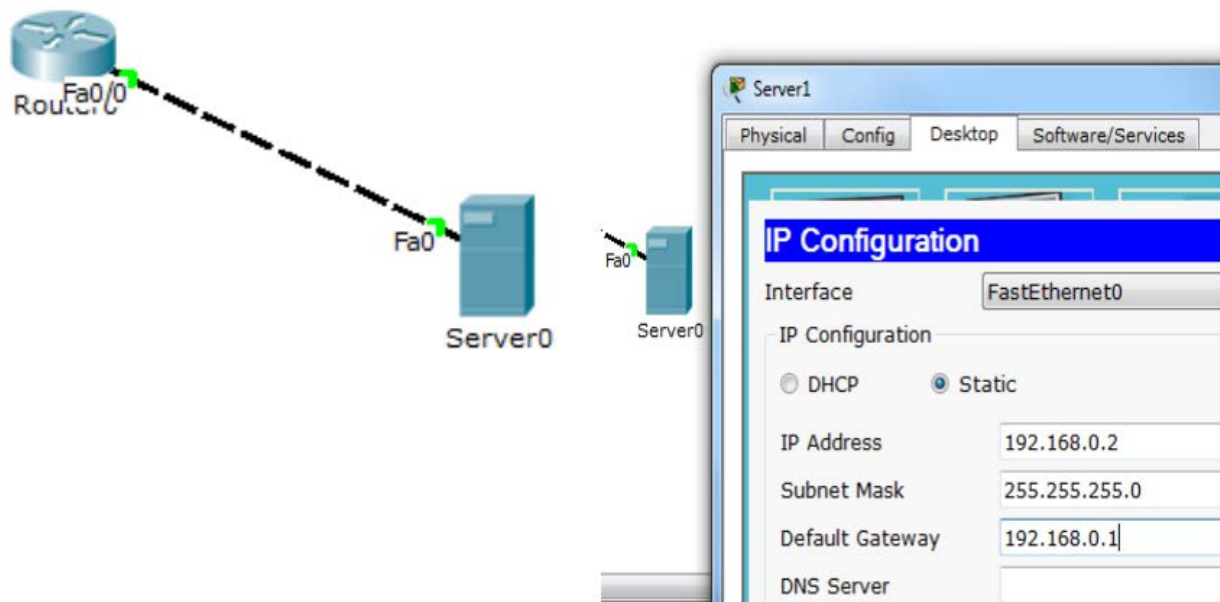 Fa0/0
Router0
Fa0
Server0
Fa0
Server0
Server1
Physical Config Desktop Software/Services
IP Configuration
Interface FastEthernet0
IP Configuration
DHCP Static
IP Address 192.168.0.2
Subnet Mask 255.255.255.0
Default Gateway 192.168.0.1
DNS Server